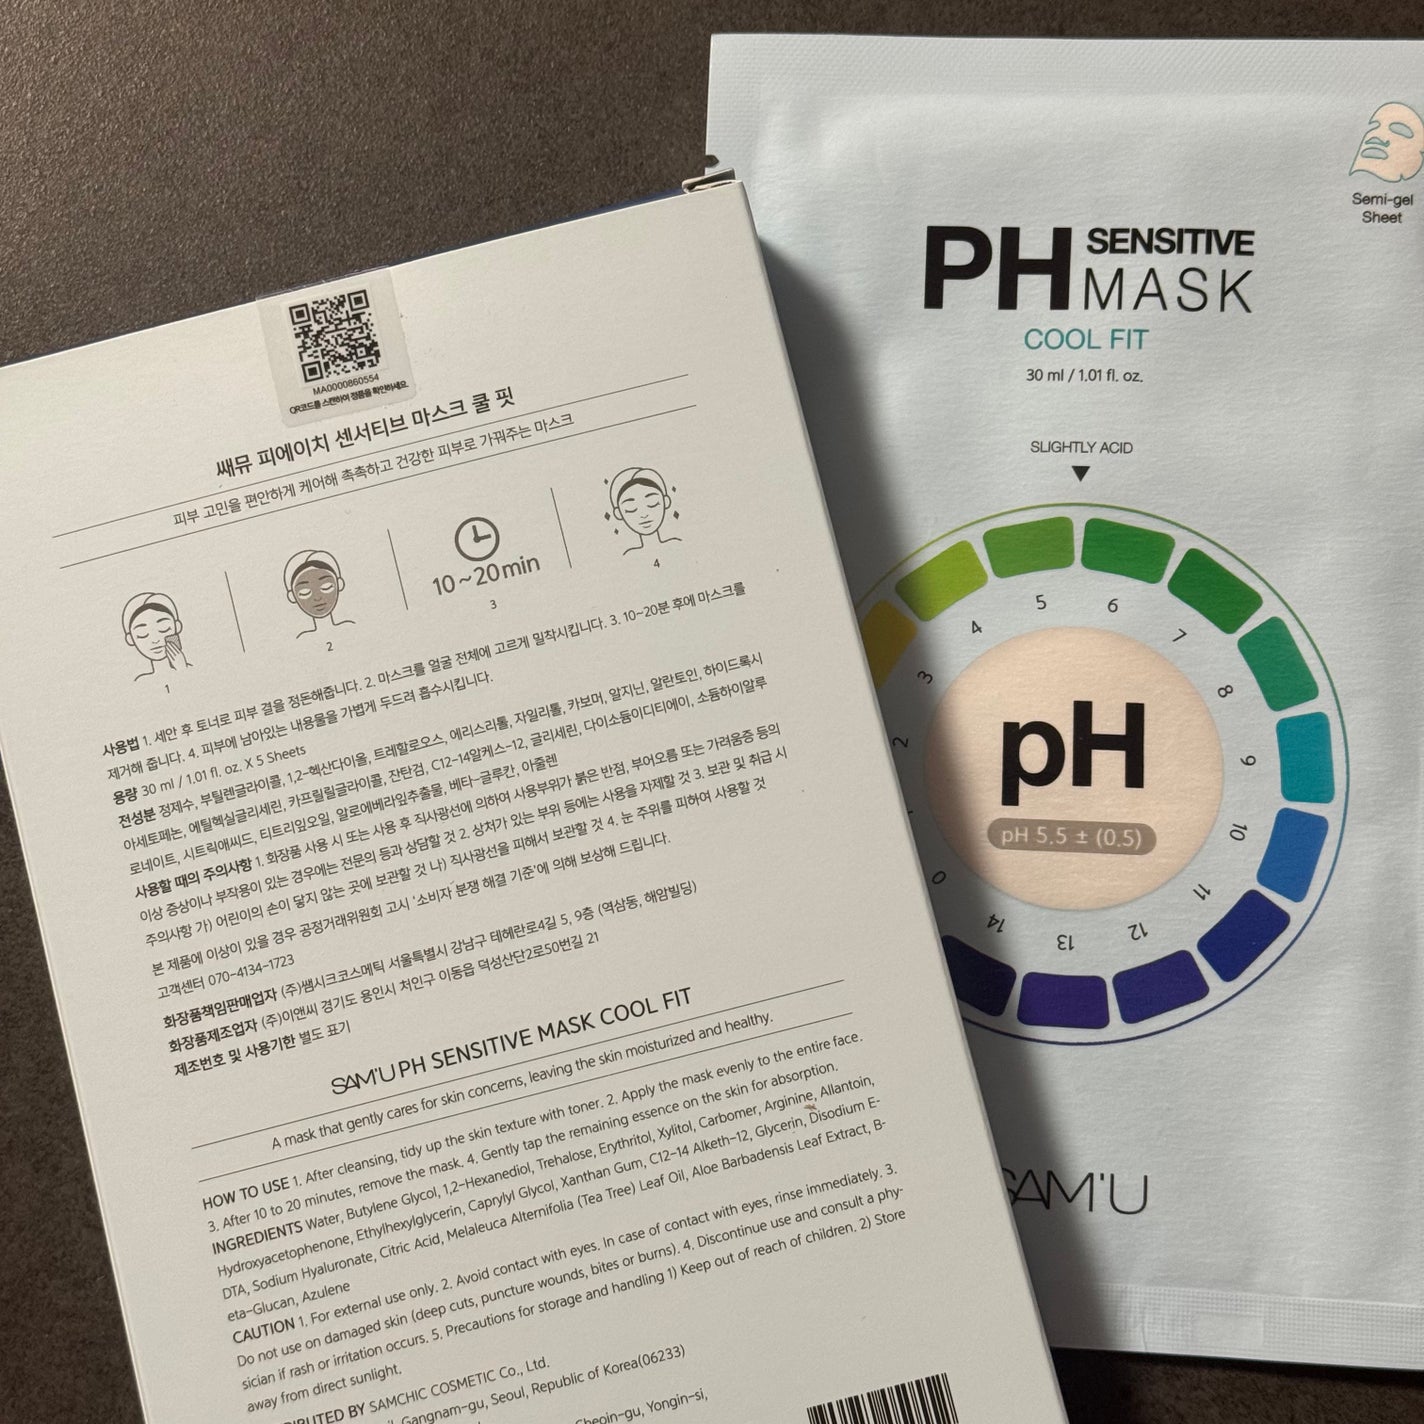 MA0000860554
QR코드를 스캔하여 정품을 확인하세요.
쌔뮤 피에이치 센서티브 마스크 쿨 핏
피부 고민을 편안하게 케어해 촉촉하고 건강한 피부로 가꿔주는 마스크
1
2
10~20min
3
4
사용법 1. 세안 후 토너로 피부 결을 정돈해줍니다. 2. 마스크를 얼굴 전체에 고르게 밀착시킵니다. 3. 10~20분 후에 마스크를
제거해 줍니다. 4. 피부에 남아있는 내용물을 가볍게 두드려 흡수시킵니다.
용량 30 ml / 1.01 fl. oz. X 5 Sheets
전성분 정제수, 부틸렌글라이콜, 1,2-헥산다이올, 트레할로오스, 에리스리톨, 자일리톨, 카보머, 알지닌, 알란토인, 하이드록시
아세토페논, 에틸헥실글리세린, 카프릴릴글라이콜, 잔탄검, C12-14알케스-12, 글리세린, 다이소듐이디티에이, 소듐하이알루
로네이트, 시트릭애씨드, 티트리잎오일, 알로에베라잎추출물, 베타-글루칸, 아줄렌
사용할 때의 주의사항 1. 화장품 사용 시 또는 사용 후 직사광선에 의하여 사용부위가 붉은 반점, 부어오름 또는 가려움증 등의
이상 증상이나 부작용이 있는 경우에는 전문의 등과 상담할 것 2. 상처가 있는 부위 등에는 사용을 자제할 것 3. 보관 및 취급 시
주의사항 가) 어린이의 손이 닿지 않는 곳에 보관할 것 나) 직사광선을 피해서 보관할 것 4. 눈 주위를 피하여 사용할 것
본 제품에 이상이 있을 경우 공정거래위원회 고시 '소비자 분쟁 해결 기준'에 의해 보상해 드립니다.
고객센터 070-4134-1723
화장품책임판매업자 (주)쌤시크코스메틱 서울특별시 강남구 테헤란로4길 5, 9층 (역삼동, 해암빌딩)
화장품제조업자 (주)이앤씨 경기도 용인시 처인구 이동읍 덕성산단2로50번길 21
제조번호 및 사용기한 별도 표기
SAM'U PH SENSITIVE MASK COOL FIT
A mask that gently cares for skin concerns, leaving the skin moisturized and healthy.
HOW TO USE 1. After cleansing, tidy up the skin texture with toner. 2. Apply the mask evenly to the entire face.
3. After 10 to 20 minutes, remove the mask. 4. Gently tap the remaining essence on the skin for absorption.
INGREDIENTS Water, Butylene Glycol, 1,2-Hexanediol, Trehalose, Erythritol, Xylitol, Carbomer, Arginine, Allantoin,
Hydroxyacetophenone, Ethylhexylglycerin, Caprylyl Glycol, Xanthan Gum, C12-14 Alketh-12, Glycerin, Disodium E-
DTA, Sodium Hyaluronate, Citric Acid, Melaleuca Alternifolia (Tea Tree) Leaf Oil, Aloe Barbadensis Leaf Extract, B-
eta-Glucan, Azulene
CAUTION 1. For external use only. 2. Avoid contact with eyes. In case of contact with eyes, rinse immediately. 3.
Do not use on damaged skin (deep cuts, puncture wounds, bites or burns). 4. Discontinue use and consult a phy-
sician if rash or irritation occurs. 5. Precautions for storage and handling 1) Keep out of reach of children. 2) Store
away from direct sunlight.
RIBUTED BY SAMCHIC COSMETIC Co., Ltd.
Gangnam-gu, Seoul, Republic of Korea(06233)
Cheoin-gu, Yongin-si,
Semi-gel
Sheet
PH SENSITIVE
MASK
COOL FIT
30 ml / 1.01 fl. oz.
SLIGHTLY ACID
0
2
3
4
5
6
7
8
9
10
11
12
13
14
pH
pH 5.5 ± (0.5)
SAM'U